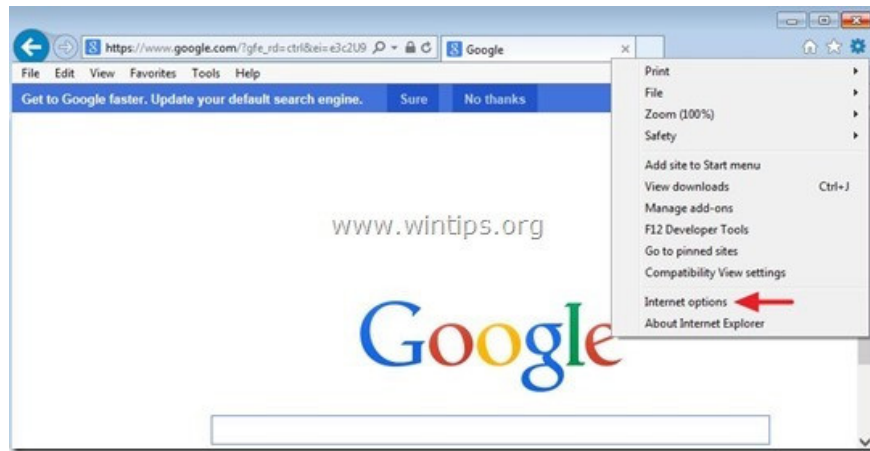 https://www.google.com/?gfe_rd=ctrl&ei=e3c2U9
Google
File Edit View Favorites Tools Help
Get to Google faster. Update your default search engine. Sure No thanks
Print
File
Zoom (100%)
Safety
Add site to Start menu
View downloads Ctrl+J
Manage add-ons
F12 Developer Tools
Go to pinned sites
Compatibility View settings
Internet options
About Internet Explorer
www.wintips.org
Google